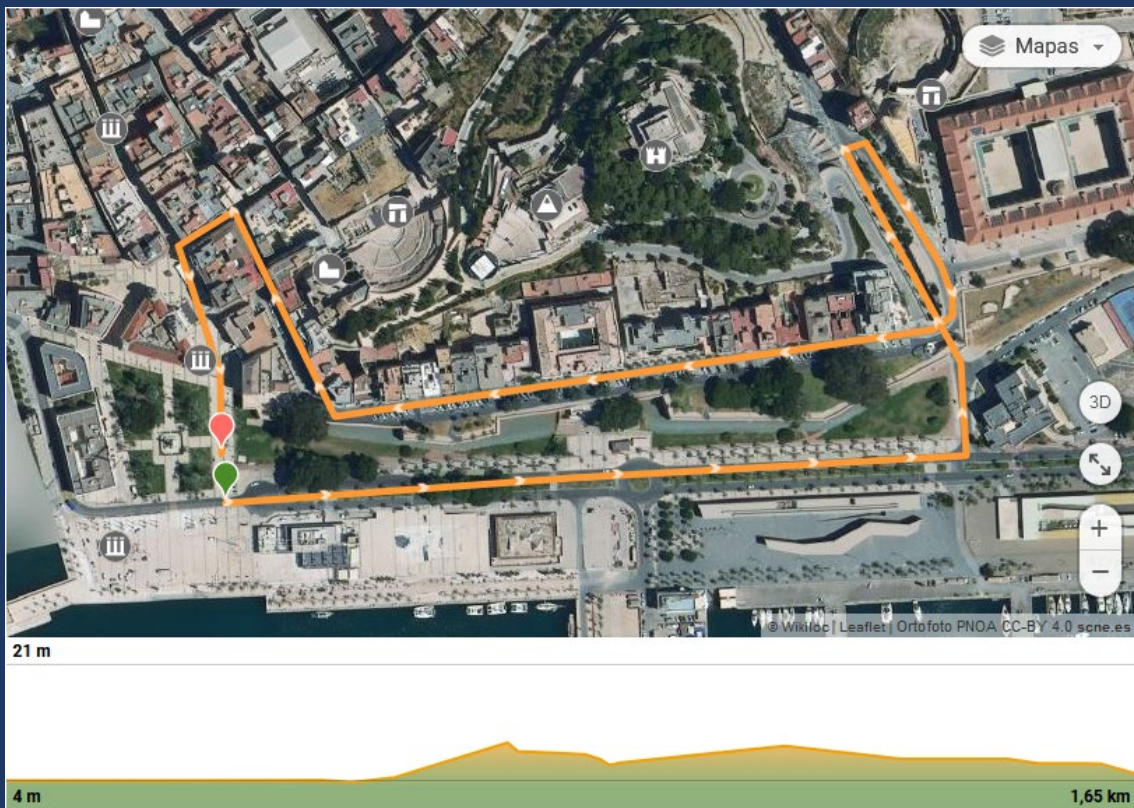 Mapas
3D
+
−
© Wikiloc | Leaflet | Ortofoto PNOA CC-BY 4.0 scne.es
21 m
4 m
1,65 km